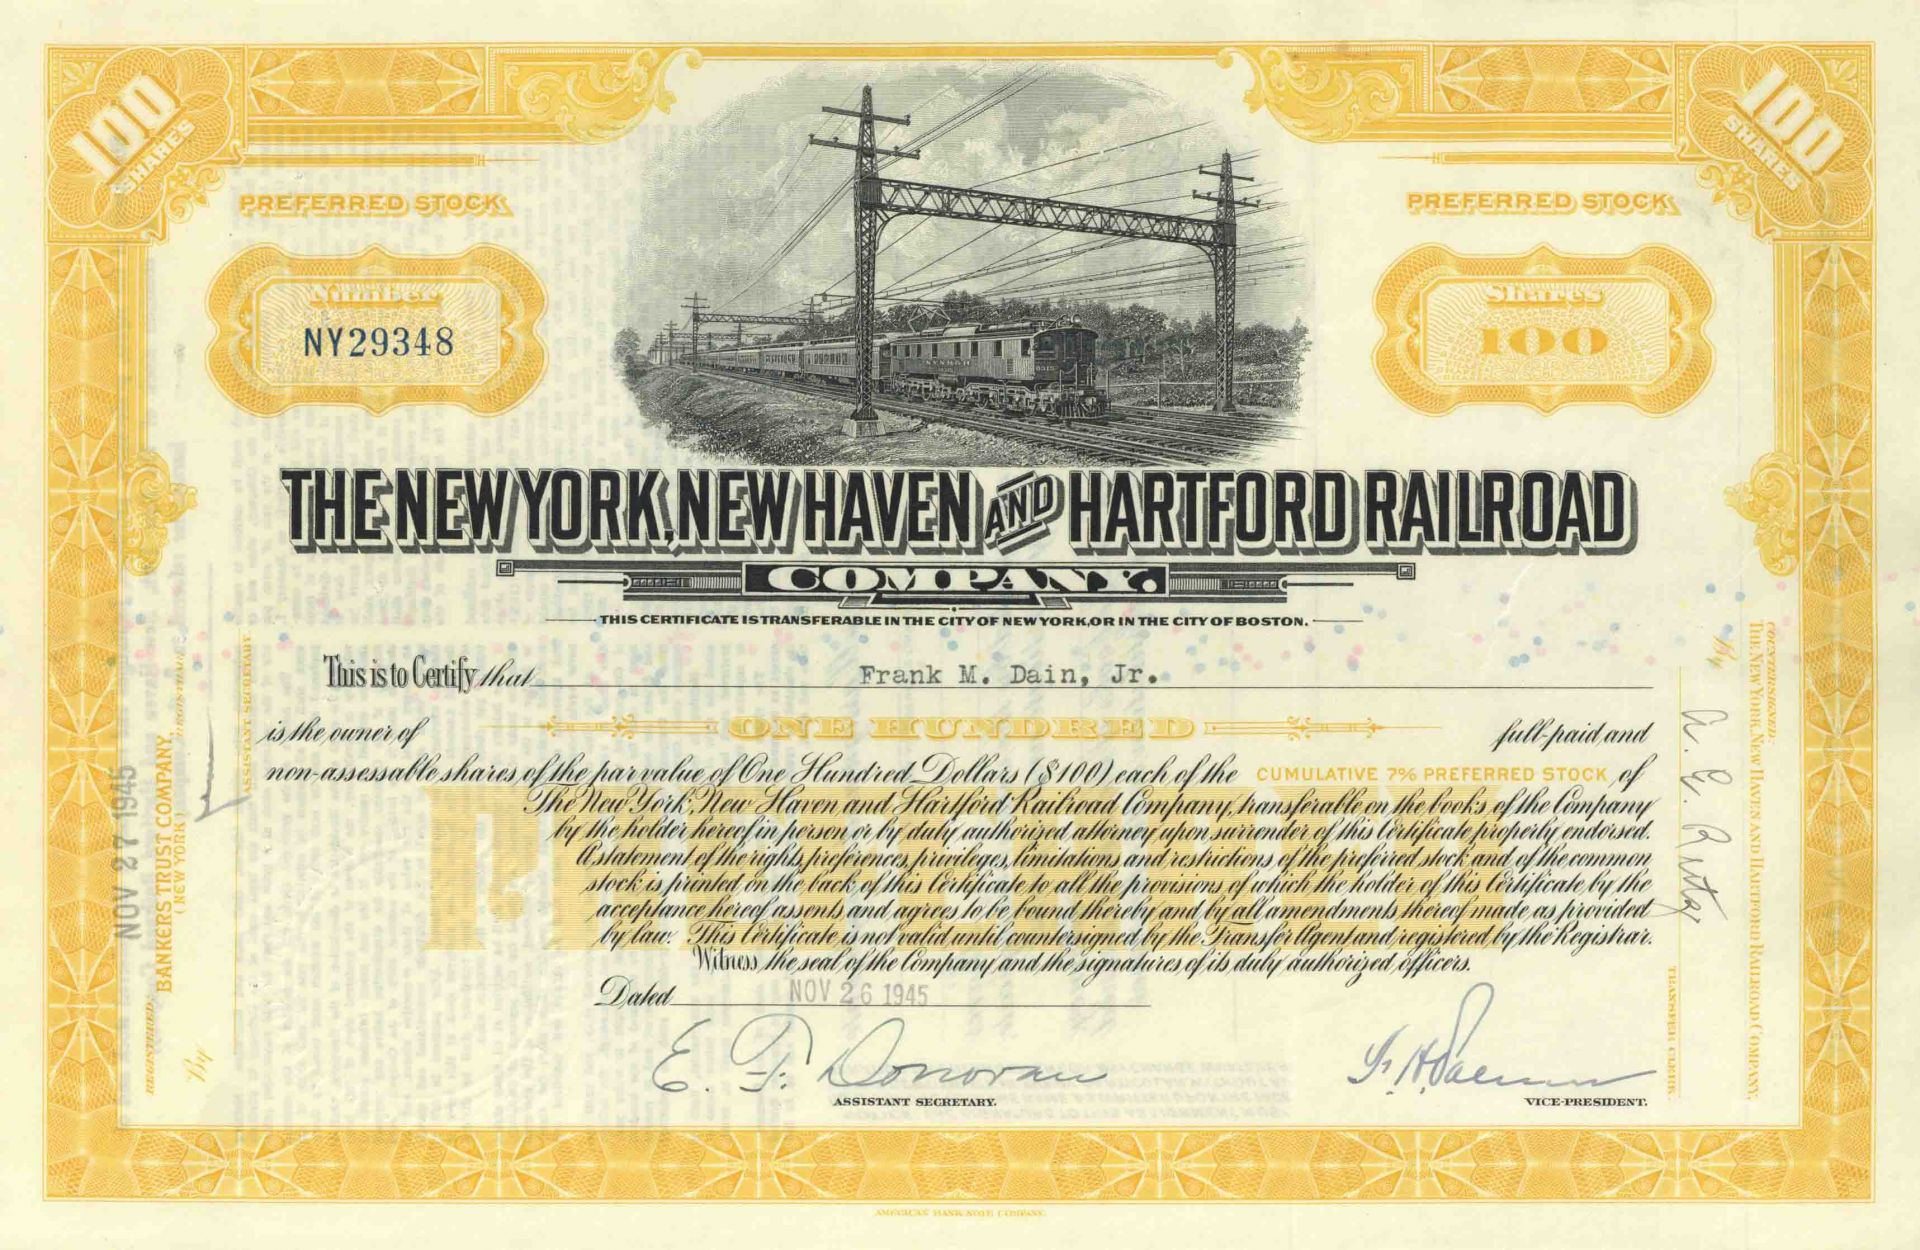 100 SHARES
100 SHARES
PREFERRED STOCK
PREFERRED STOCK
Number
NY29348
Shares
100
0315
THE NEW YORK, NEW HAVEN AND HARTFORD RAILROAD
COMPANY.
THIS CERTIFICATE IS TRANSFERABLE IN THE CITY OF NEW YORK, OR IN THE CITY OF BOSTON.
This is to Certify that Frank M. Dain, Jr.
is the owner of ONE HUNDRED full-paid and
non-assessable shares of the par value of One Hundred Dollars ($100) each of the CUMULATIVE 7% PREFERRED STOCK, of
The New York, New Haven and Hartford Railroad Company, transferable on the books of the Company
by the holder hereof in person or by duly authorized attorney upon surrender of this Certificate properly endorsed.
A statement of the rights, preferences, privileges, limitations and restrictions of the preferred stock and of the common
stock is printed on the back of this Certificate to all the provisions of which the holder of this Certificate by the
acceptance hereof assents and agrees to be bound thereby and by all amendments thereof made as provided
by law. This Certificate is not valid until countersigned by the Transfer Agent and registered by the Registrar.
Witness, the seal of the Company and the signatures of its duly authorized officers.
Dated NOV 26 1945
E. F. Donovan
ASSISTANT SECRETARY.
VICE-PRESIDENT.
NOV 27 1945
REGISTERED:
BANKERS TRUST COMPANY,
(NEW YORK)
REGISTRAR,
By
ASSISTANT SECRETARY
COUNTERSIGNED:
THE NEW YORK, NEW HAVEN AND HARTFORD RAILROAD COMPANY,
By
A. E.
TRANSFER CLERK.
AMERICAN BANK NOTE COMPANY.